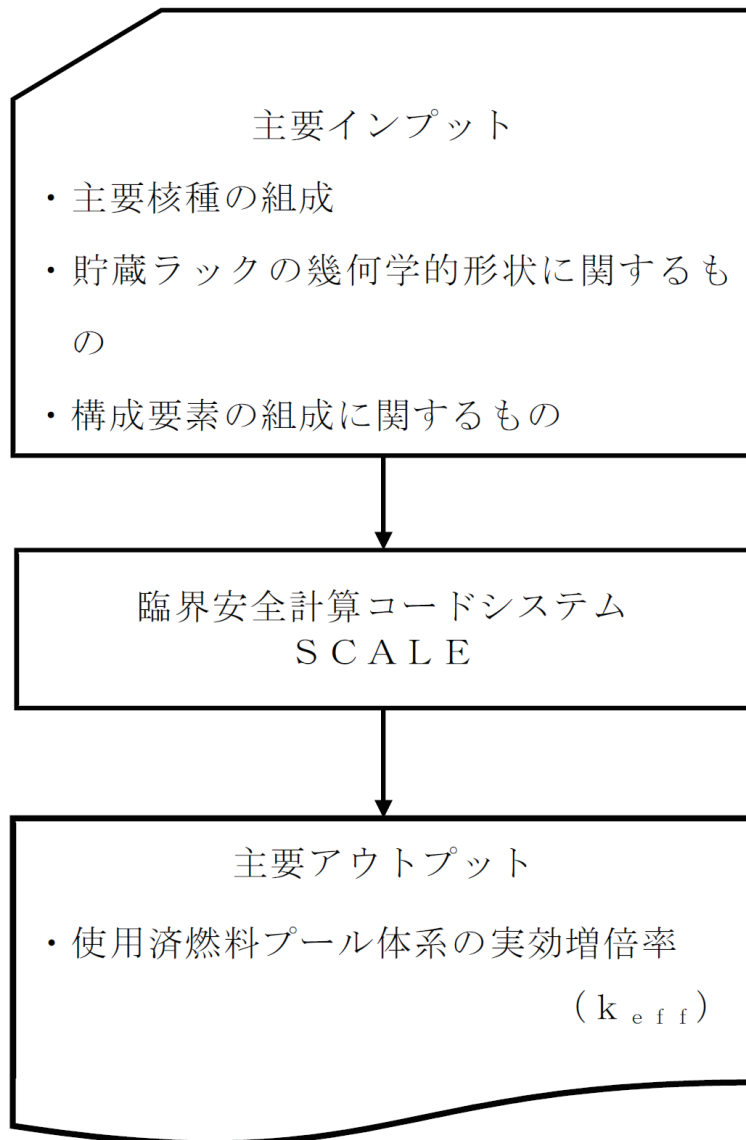 主要インプット
・主要核種の組成
・貯蔵ラックの幾何学的形状に関するも
の
・構成要素の組成に関するもの
臨界安全計算コードシステム
ＳＣＡＬＥ
主要アウトプット
・使用済燃料プール体系の実効増倍率
（ｋｅｆｆ）